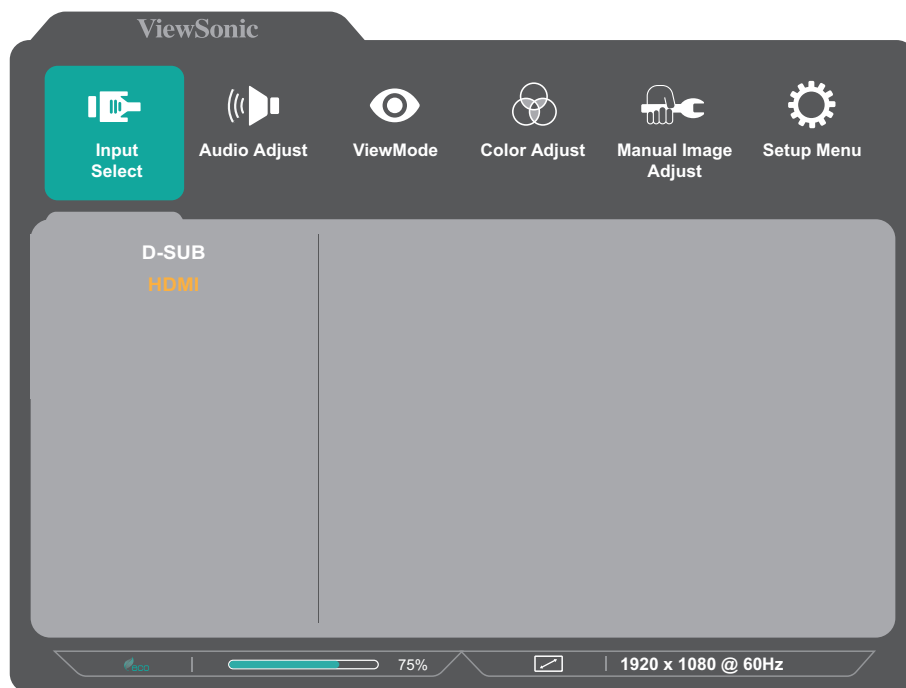 ViewSonic
Input
Select
Audio Adjust
ViewMode
Color Adjust
Manual Image
Adjust
Setup Menu
D-SUB
HDMI
eco
75%
1920 x 1080 @ 60Hz